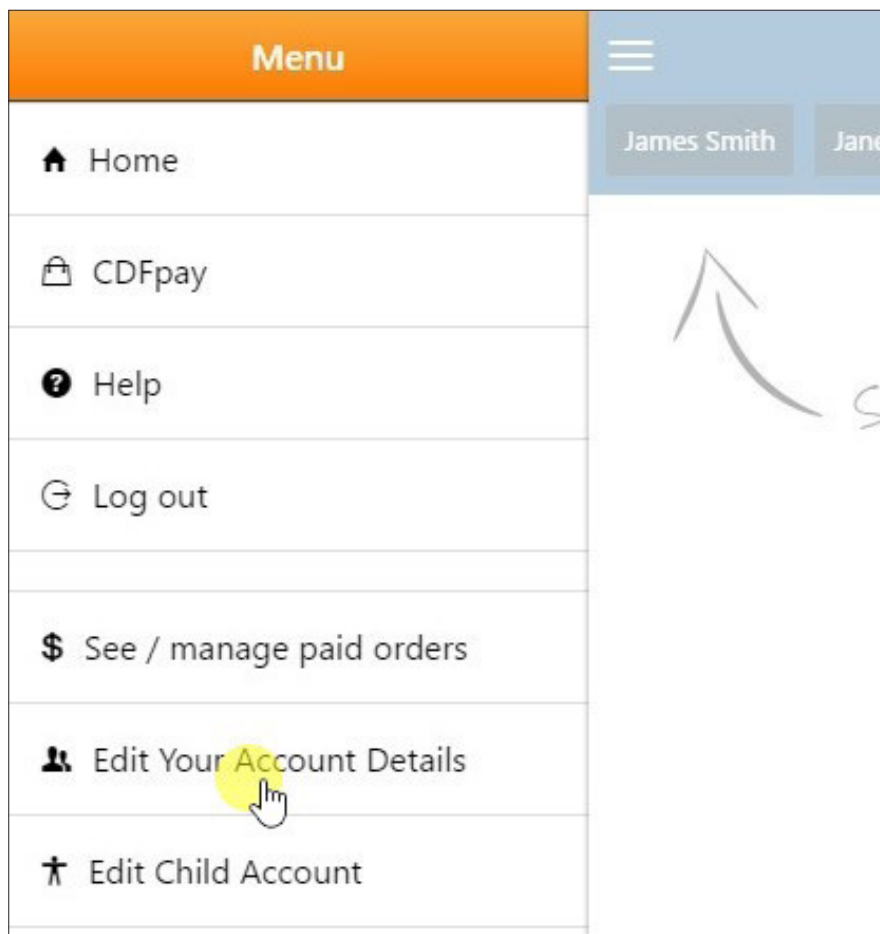 Menu
Home
CDFpay
Help
Log out
$ See / manage paid orders
Edit Your Account Details
Edit Child Account
James Smith